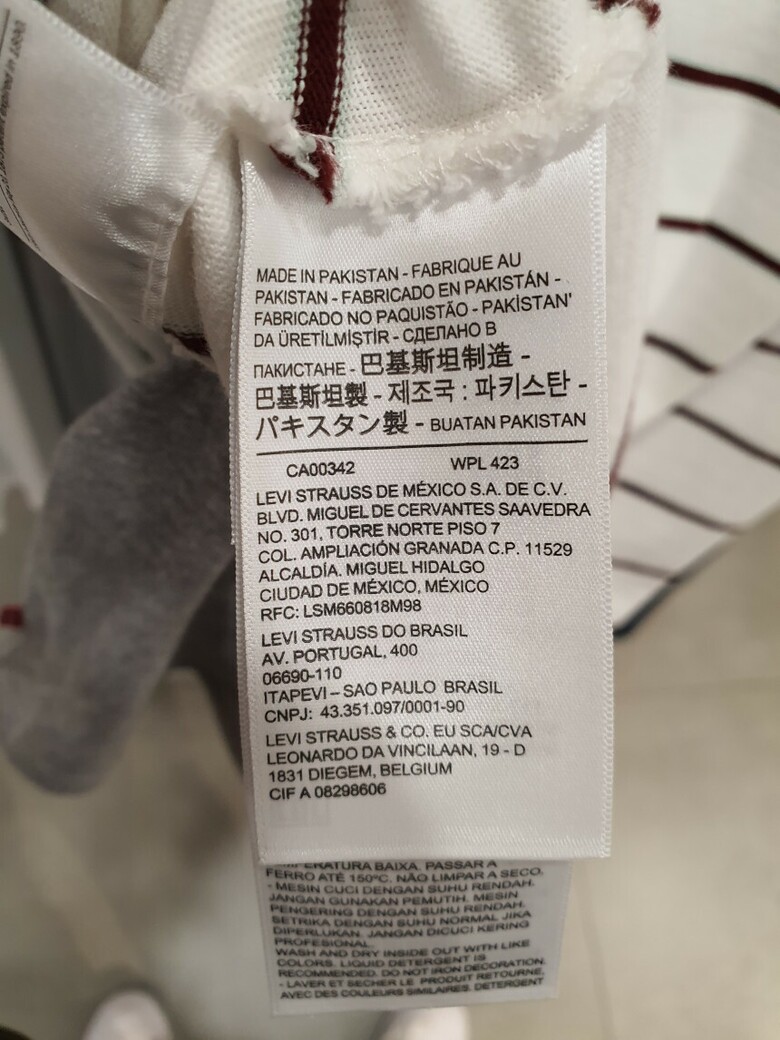 MADE IN PAKISTAN - FABRIQUE AU
PAKISTAN - FABRICADO EN PAKISTÁN -
FABRICADO NO PAQUISTÃO - PAKİSTAN'
DA ÜRETİLMİŞTİR - СДЕЛАНО В
ПАКИСТАНЕ - 巴基斯坦制造 -
巴基斯坦製 - 제조국 : 파키스탄 -
パキスタン製 - BUATAN PAKISTAN
CA00342 WPL 423
LEVI STRAUSS DE MÉXICO S.A. DE C.V.
BLVD. MIGUEL DE CERVANTES SAAVEDRA
NO. 301, TORRE NORTE PISO 7
COL. AMPLIACIÓN GRANADA C.P. 11529
ALCALDÍA. MIGUEL HIDALGO
CIUDAD DE MÉXICO, MÉXICO
RFC: LSM660818M98
LEVI STRAUSS DO BRASIL
AV. PORTUGAL, 400
06690-110
ITAPEVI – SAO PAULO BRASIL
CNPJ: 43.351.097/0001-90
LEVI STRAUSS & CO. EU SCA/CVA
LEONARDO DA VINCILAAN, 19 - D
1831 DIEGEM, BELGIUM
CIF A 08298606
BAIXA. PASSAR A
FERRO ATÉ 150ºC. NÃO LIMPAR A SECO.
- MESIN CUCI DENGAN SUHU RENDAH.
JANGAN GUNAKAN PEMUTIH. MESIN
PENGERING DENGAN SUHU RENDAH.
SETRIKA DENGAN SUHU NORMAL JIKA
DIPERLUKAN. JANGAN DICUCI KERING
PROFESIONAL.
WASH AND DRY INSIDE OUT WITH LIKE
COLORS. LIQUID DETERGENT IS
RECOMMENDED. DO NOT IRON DECORATION.
- LAVER ET SECHER LE PRODUIT RETOURNE,
AVEC DES COULEURS SIMILAIRES. DETERGENT